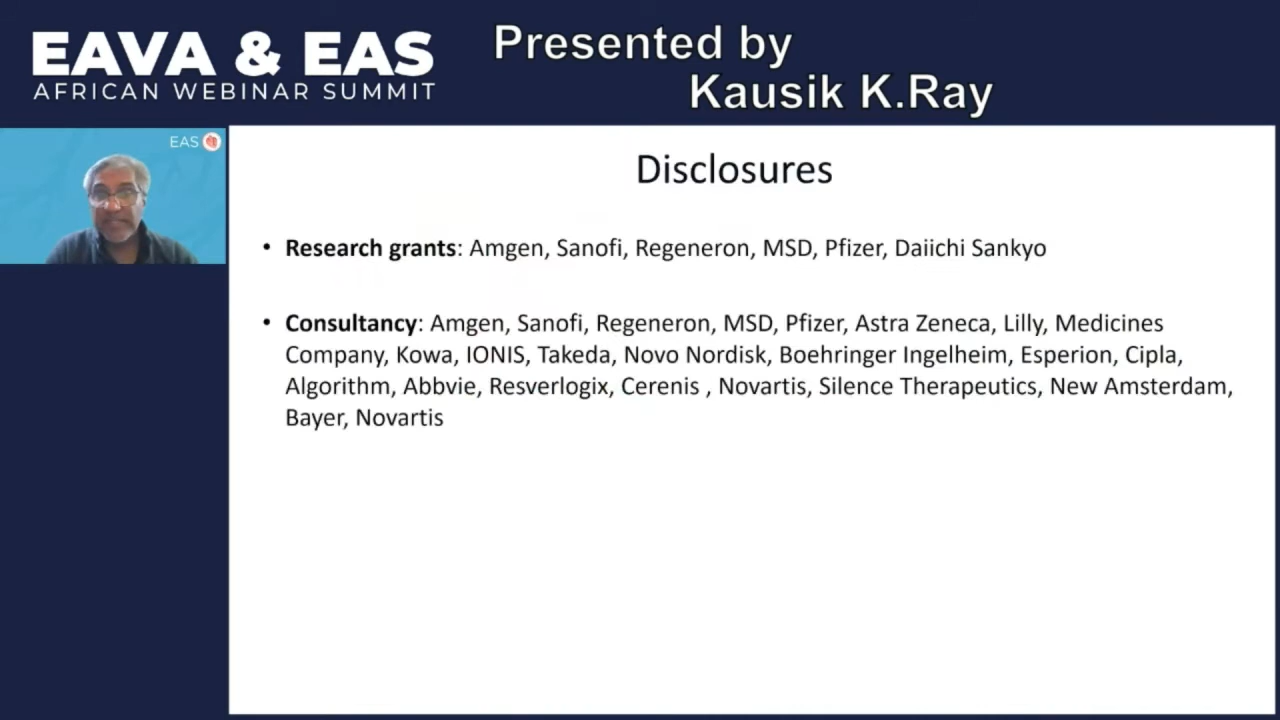 EAVA & EAS
AFRICAN WEBINAR SUMMIT
Presented by
Kausik K.Ray
EAS
Disclosures
• Research grants: Amgen, Sanofi, Regeneron, MSD, Pfizer, Daiichi Sankyo
• Consultancy: Amgen, Sanofi, Regeneron, MSD, Pfizer, Astra Zeneca, Lilly, Medicines
Company, Kowa, IONIS, Takeda, Novo Nordisk, Boehringer Ingelheim, Esperion, Cipla,
Algorithm, Abbvie, Resverlogix, Cerenis , Novartis, Silence Therapeutics, New Amsterdam,
Bayer, Novartis